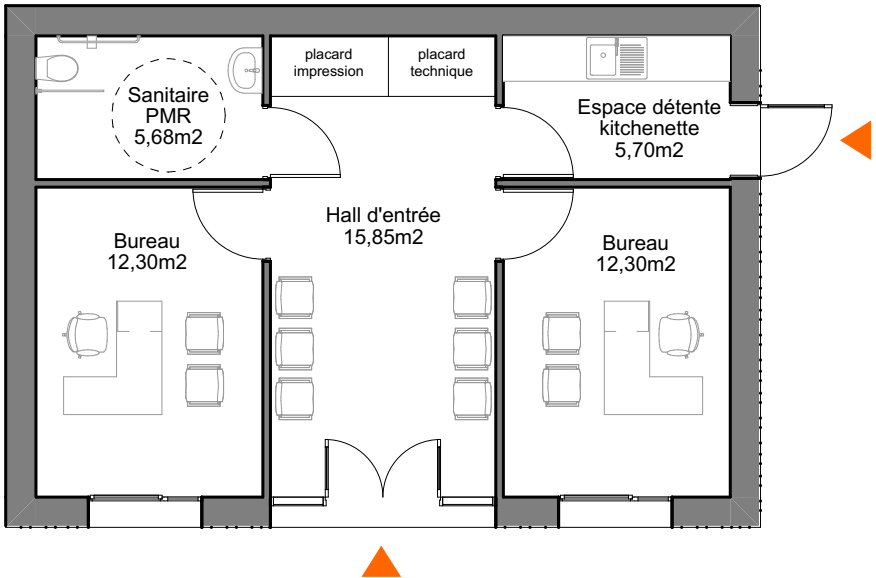 placard
impression
placard
technique
Sanitaire
PMR
5,68m2
Espace détente
kitchenette
5,70m2
Hall d'entrée
15,85m2
Bureau
12,30m2
Bureau
12,30m2